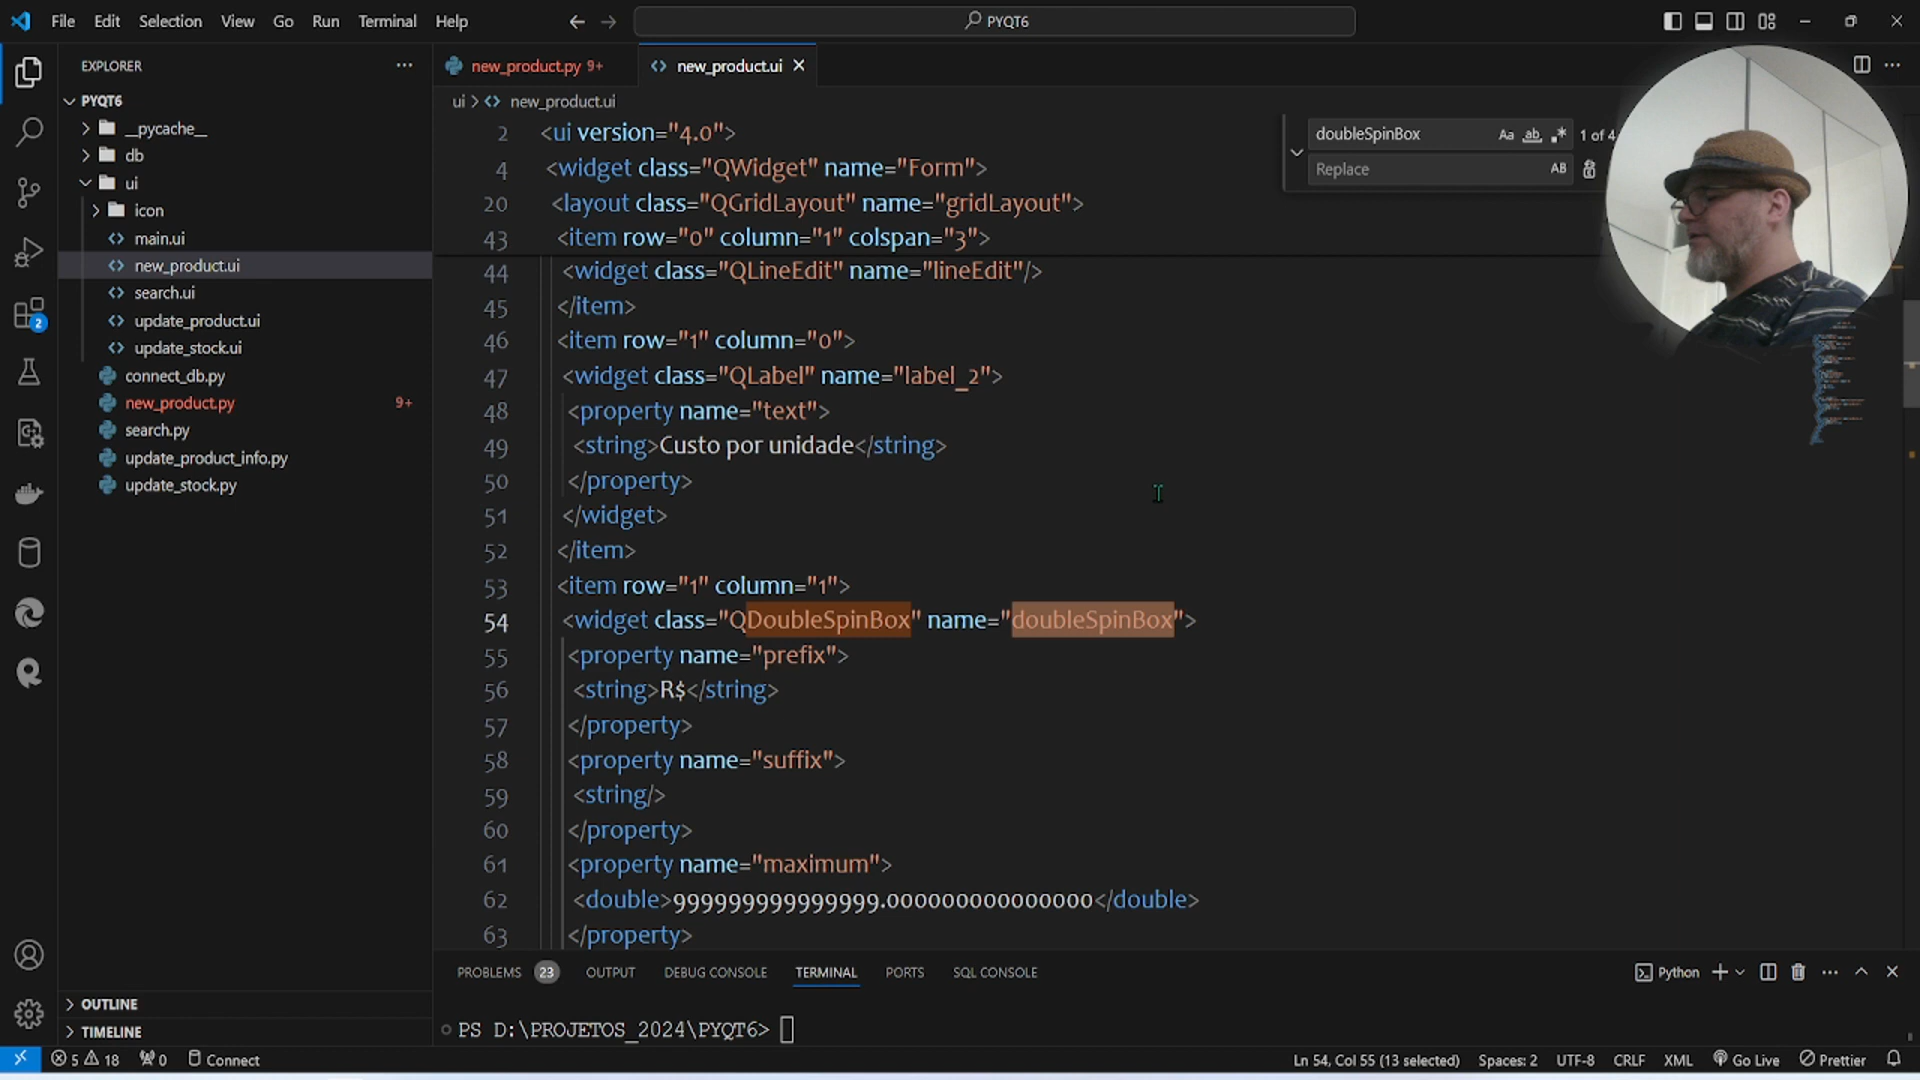 File Edit Selection View Go Run Terminal Help
PYQT6
EXPLORER
PYQT6
__pycache__
db
ui
icon
main.ui
new_product.ui
search.ui
update_product.ui
update_stock.ui
connect_db.py
new_product.py 9+
search.py
update_product_info.py
update_stock.py
OUTLINE
TIMELINE
new_product.py 9+ new_product.ui
ui > new_product.ui
doubleSpinBox Aa ab 1 of 4
Replace AB
2 <ui version="4.0">
4 <widget class="QWidget" name="Form">
20 <layout class="QGridLayout" name="gridLayout">
43 <item row="0" column="1" colspan="3">
44 <widget class="QLineEdit" name="lineEdit"/>
45 </item>
46 <item row="1" column="0">
47 <widget class="QLabel" name="label_2">
48 <property name="text">
49 <string>Custo por unidade</string>
50 </property>
51 </widget>
52 </item>
53 <item row="1" column="1">
54 <widget class="QDoubleSpinBox" name="doubleSpinBox">
55 <property name="prefix">
56 <string>R$</string>
57 </property>
58 <property name="suffix">
59 <string/>
60 </property>
61 <property name="maximum">
62 <double>999999999999999.000000000000000</double>
63 </property>
PROBLEMS 23 OUTPUT DEBUG CONSOLE TERMINAL PORTS SQL CONSOLE
Python
PS D:\PROJETOS_2024\PYQT6>
2
5 18 0 Connect
Ln 54, Col 55 (13 selected) Spaces: 2 UTF-8 CRLF XML Go Live Prettier